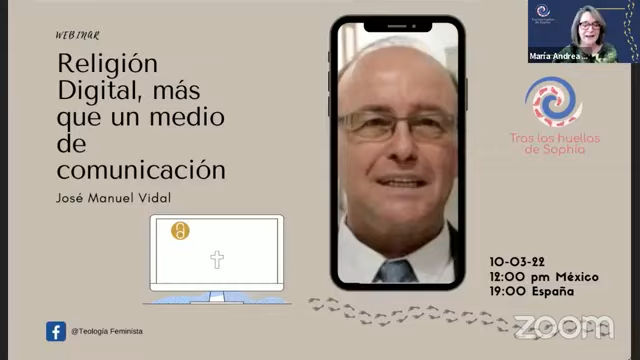 WEBINAR
Religión
Digital, más
que un medio
de
comunicación
José Manuel Vidal
@Teología Feminista
María Andrea ...
Tras las huellas
de Sophía
10-03-22
12:00 pm México
19:00 España
zoom